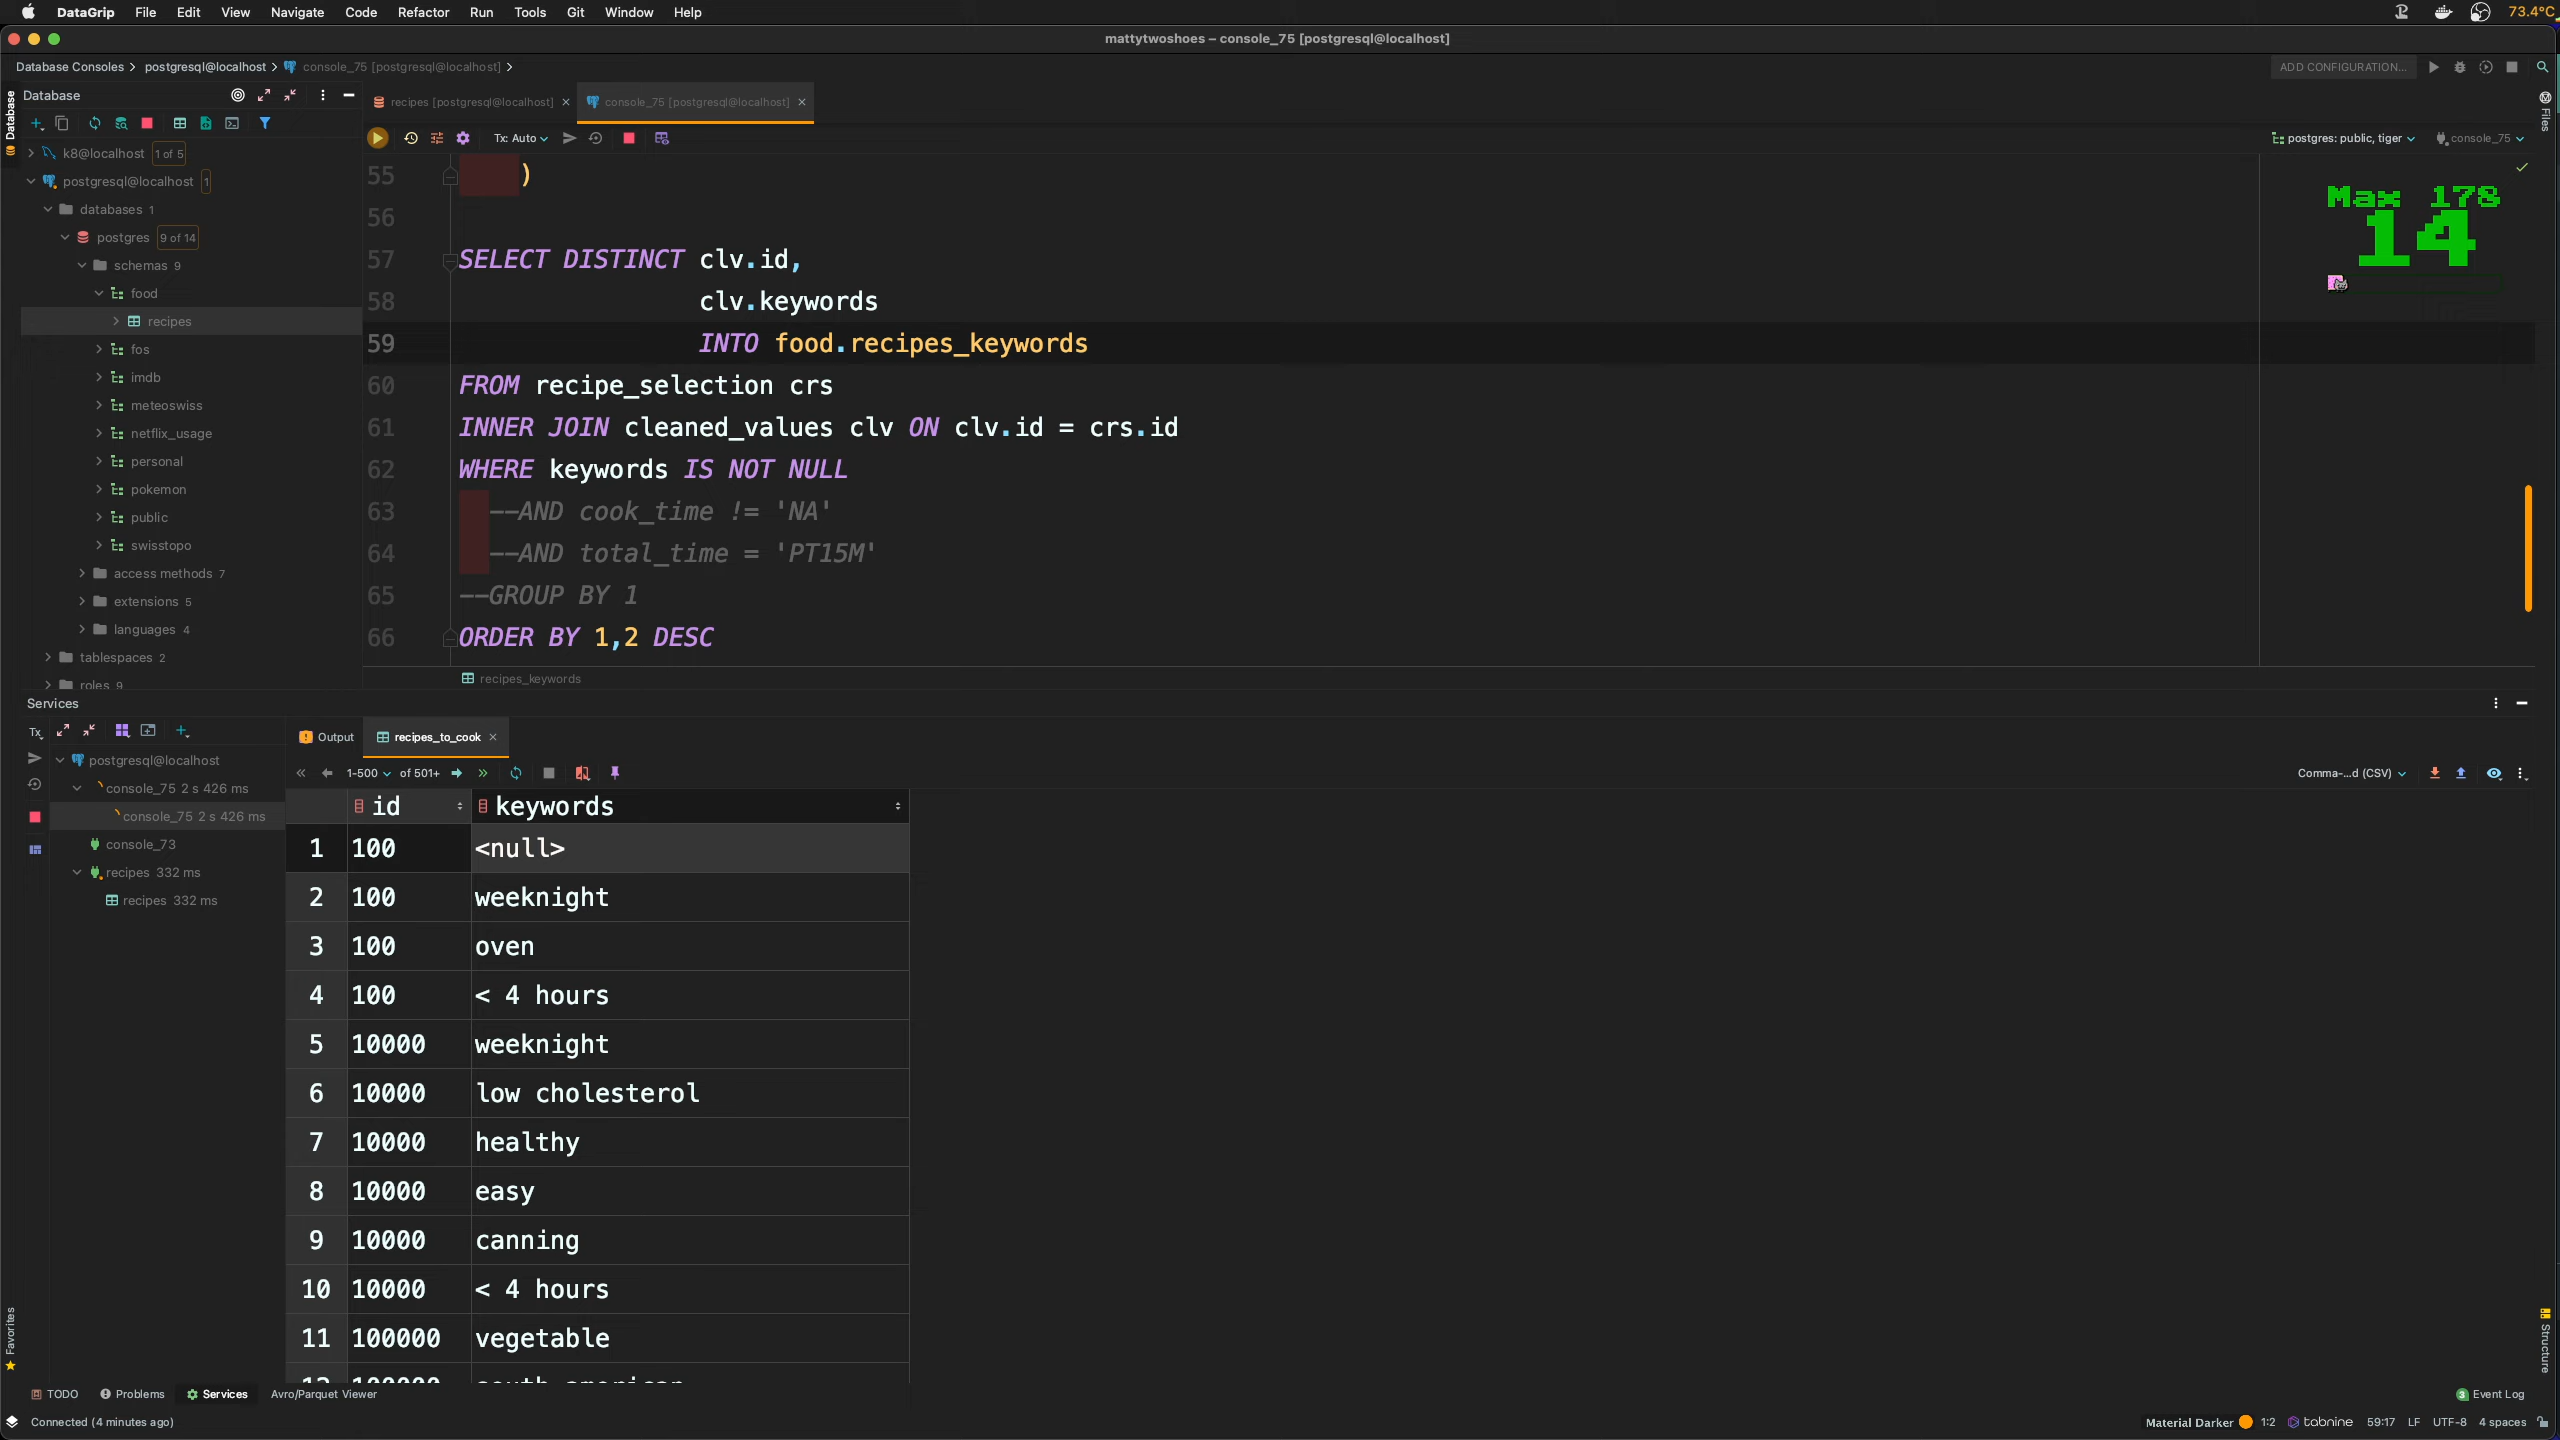 DataGrip File Edit View Navigate Code Refactor Run Tools Git Window Help 73.4°C
mattytwoshoes – console_75 [postgresql@localhost]
Database Consoles postgresql@localhost console_75 [postgresql@localhost] ADD CONFIGURATION...
Database
recipes [postgresql@localhost] console_75 [postgresql@localhost]
Tx: Auto postgres: public, tiger console_75
Database
Files
k8@localhost 1 of 5
postgresql@localhost 1
databases 1
postgres 9 of 14
schemas 9
food
recipes
fos
imdb
meteoswiss
netflix_usage
personal
pokemon
public
swisstopo
access methods 7
extensions 5
languages 4
tablespaces 2
roles 9
55 )
56
57 SELECT DISTINCT clv.id,
58 clv.keywords
59 INTO food.recipes_keywords
60 FROM recipe_selection crs
61 INNER JOIN cleaned_values clv ON clv.id = crs.id
62 WHERE keywords IS NOT NULL
63 --AND cook_time != 'NA'
64 --AND total_time = 'PT15M'
65 --GROUP BY 1
66 ORDER BY 1,2 DESC
Max 178
14
recipes_keywords
Services
Tx
postgresql@localhost
console_75 2 s 426 ms
console_75 2 s 426 ms
console_73
recipes 332 ms
recipes 332 ms
Output recipes_to_cook
1-500 of 501+ Comma-...d (CSV)
id keywords
1 100 <null>
2 100 weeknight
3 100 oven
4 100 < 4 hours
5 10000 weeknight
6 10000 low cholesterol
7 10000 healthy
8 10000 easy
9 10000 canning
10 10000 < 4 hours
11 100000 vegetable
Favorites
Structure
TODO Problems Services Avro/Parquet Viewer 3 Event Log
Connected (4 minutes ago) Material Darker 1:2 tabnine 59:17 LF UTF-8 4 spaces